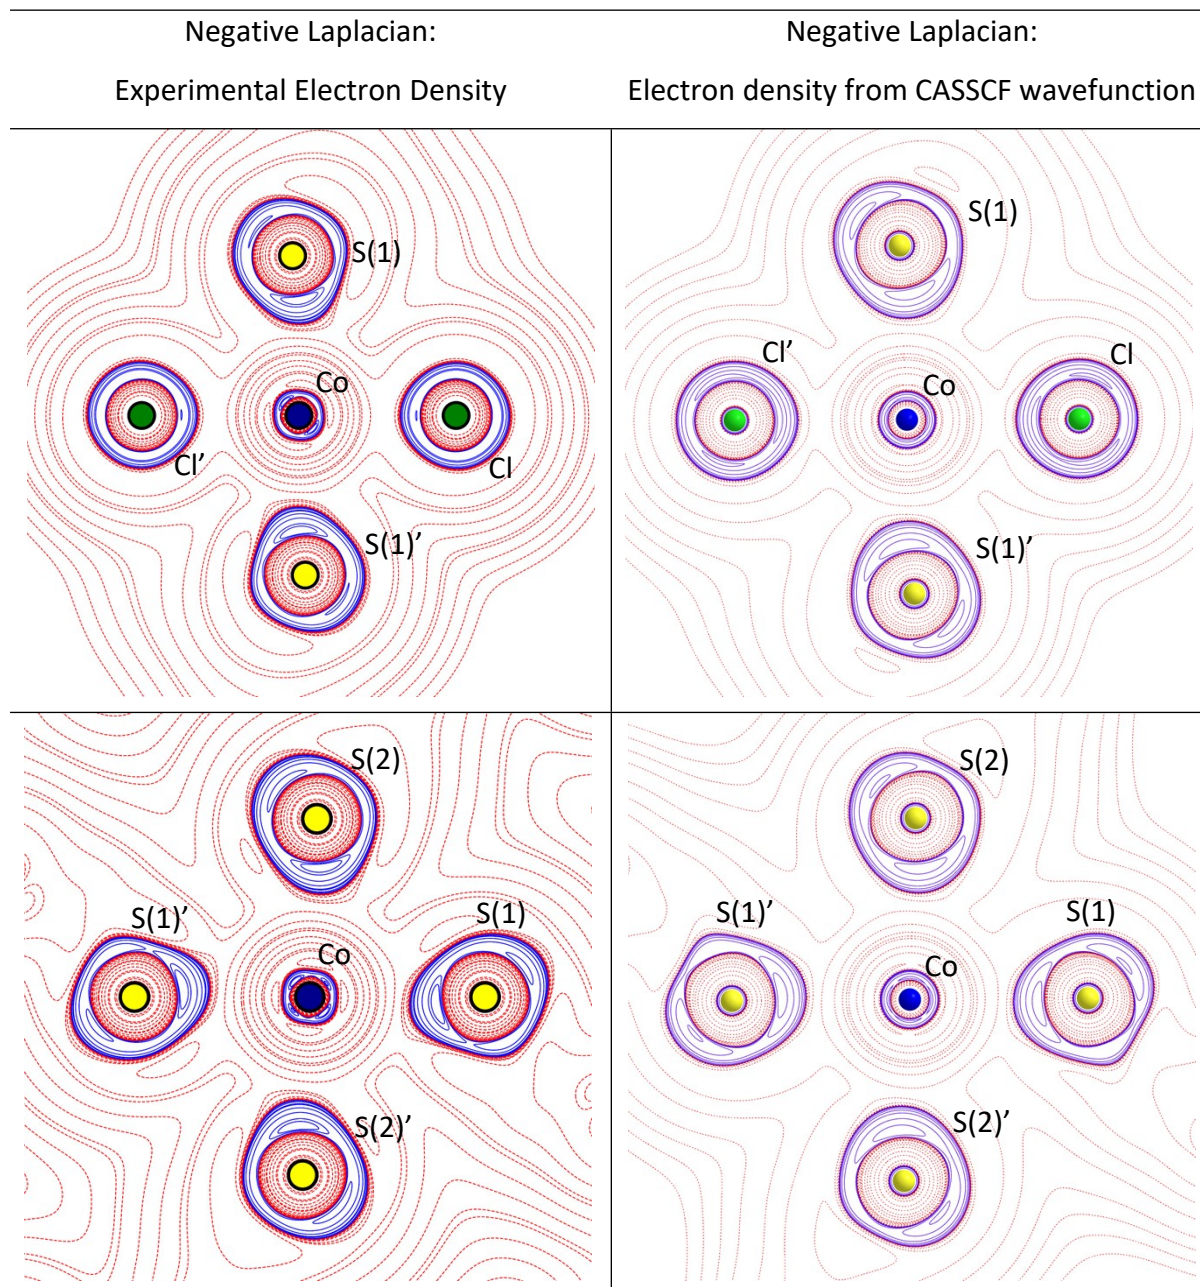 Negative Laplacian:
Experimental Electron Density
Negative Laplacian:
Electron density from CASSCF wavefunction
S(1)
Co
Cl’
Cl
S(1)’
S(1)
Cl’
Co
Cl
S(1)’
S(2)
S(1)’
S(1)
Co
S(2)’
S(2)
S(1)’
S(1)
Co
S(2)’